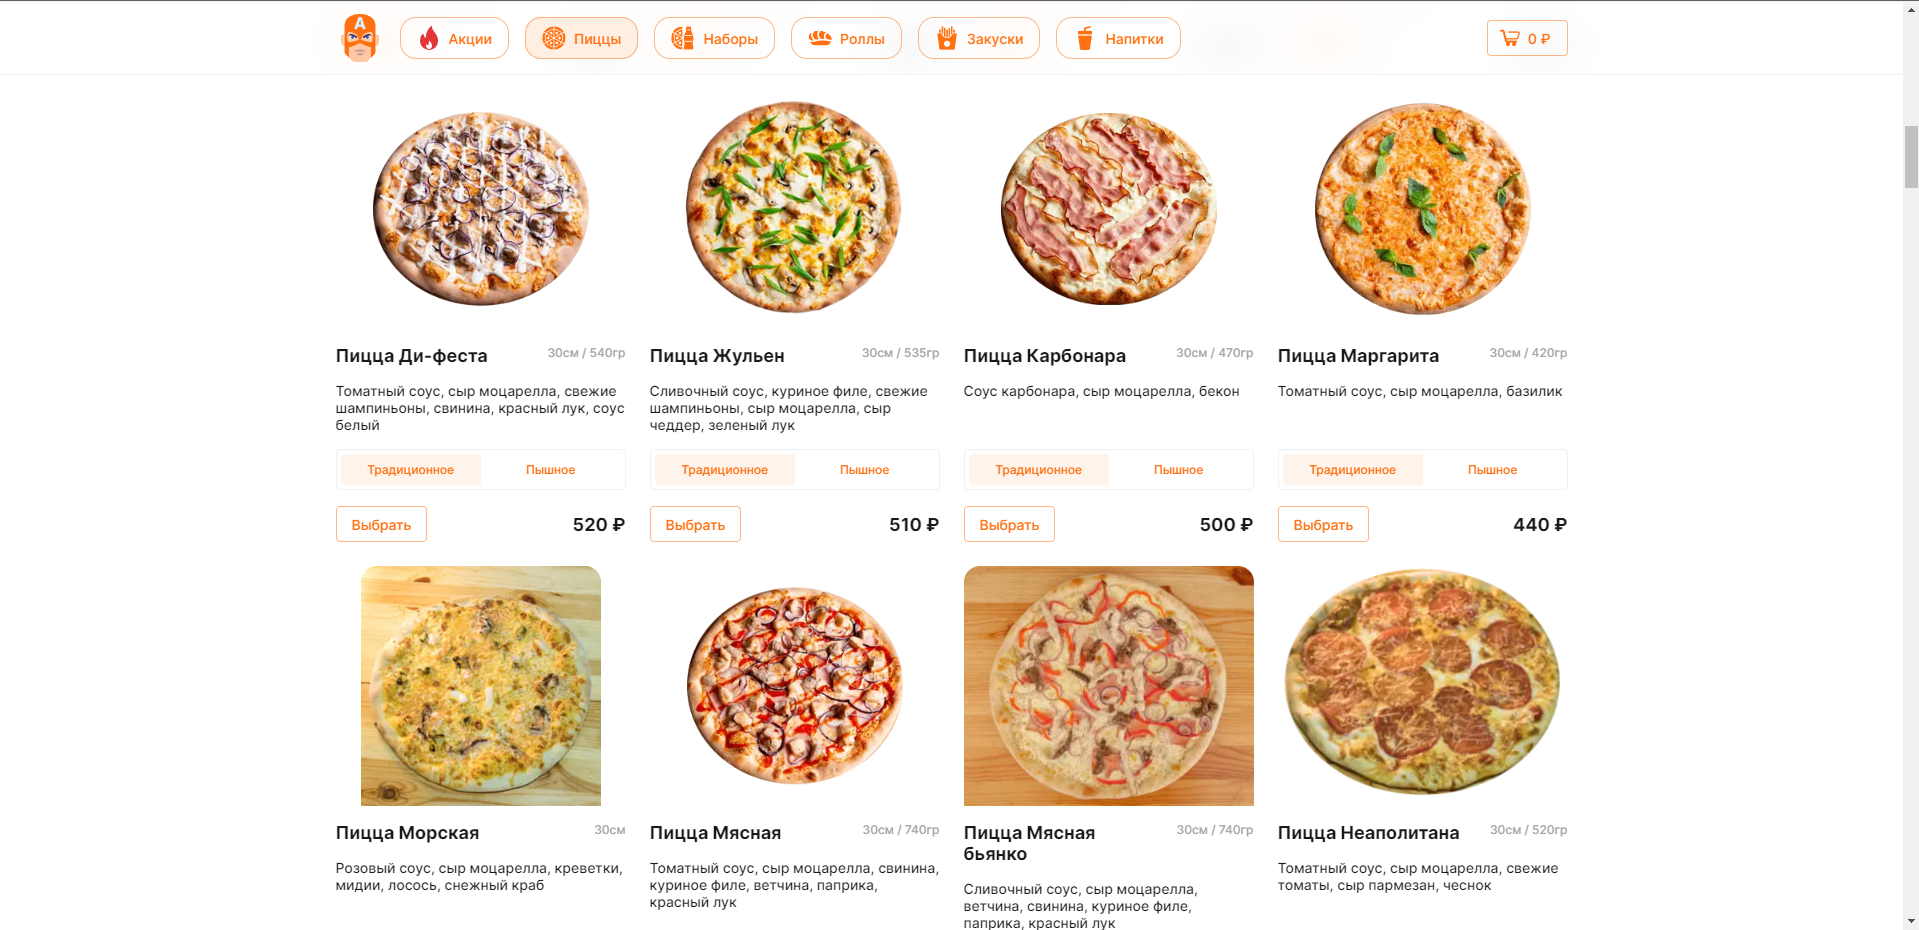 A
Акции
Пиццы
Наборы
Роллы
Закуски
Напитки
0 ₽
Пицца Ди-феста
30см / 540гр
Томатный соус, сыр моцарелла, свежие
шампиньоны, свинина, красный лук, соус
белый
Традиционное
Пышное
Выбрать
520 ₽
Пицца Жульен
30см / 535гр
Сливочный соус, куриное филе, свежие
шампиньоны, сыр моцарелла, сыр
чеддер, зеленый лук
Традиционное
Пышное
Выбрать
510 ₽
Пицца Карбонара
30см / 470гр
Соус карбонара, сыр моцарелла, бекон
Традиционное
Пышное
Выбрать
500 ₽
Пицца Маргарита
30см / 420гр
Томатный соус, сыр моцарелла, базилик
Традиционное
Пышное
Выбрать
440 ₽
Пицца Морская
30см
Розовый соус, сыр моцарелла, креветки,
мидии, лосось, снежный краб
Пицца Мясная
30см / 740гр
Томатный соус, сыр моцарелла, свинина,
куриное филе, ветчина, паприка,
красный лук
Пицца Мясная
бьянко
30см / 740гр
Сливочный соус, сыр моцарелла,
ветчина, свинина, куриное филе,
паприка, красный лук
Пицца Неаполитана
30см / 520гр
Томатный соус, сыр моцарелла, свежие
томаты, сыр пармезан, чеснок